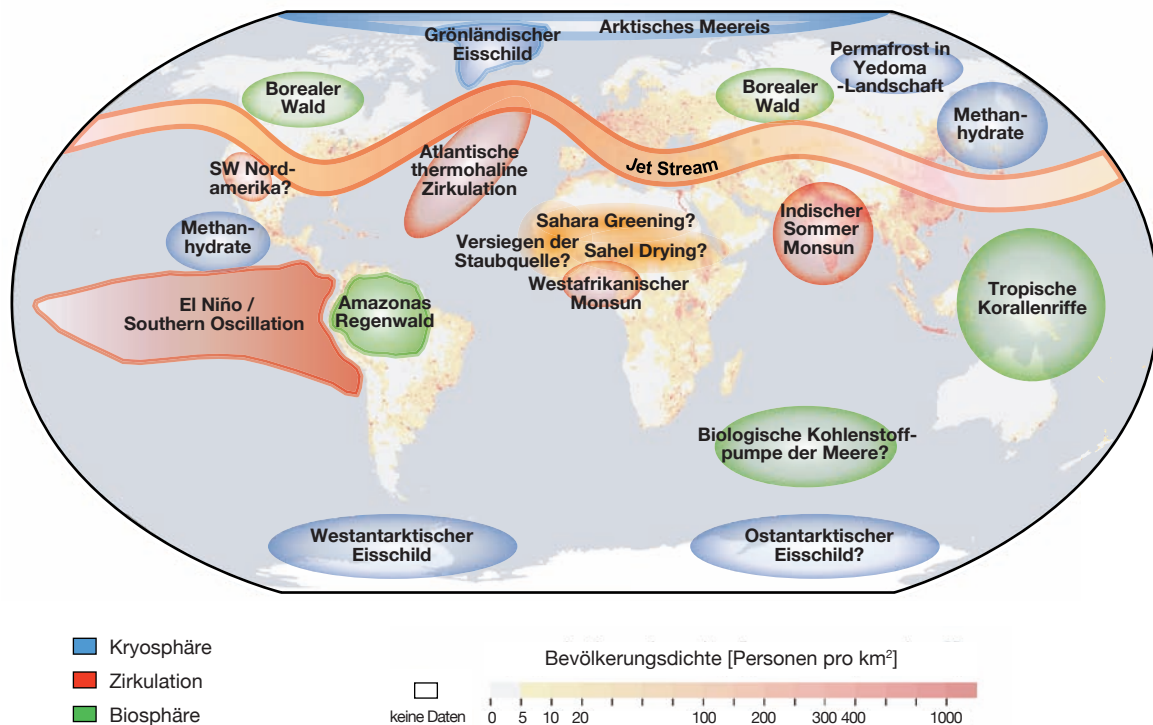 Arktisches Meereis
Grönländischer
Eisschild
Permafrost in
Yedoma
-Landschaft
Borealer
Wald
Borealer
Wald
Methan-
hydrate
Jet Stream
SW Nord-
amerika?
Atlantische
thermohaline
Zirkulation
Methan-
hydrate
Sahara Greening?
Versiegen der
Staubquelle?
Sahel Drying?
Westafrikanischer
Monsun
Indischer
Sommer
Monsun
El Niño /
Southern Oscillation
Amazonas
Regenwald
Tropische
Korallenriffe
Biologische Kohlenstoff-
pumpe der Meere?
Westantarktischer
Eisschild
Ostantarktischer
Eisschild?
Kryosphäre
Zirkulation
Biosphäre
Bevölkerungsdichte [Personen pro km²]
keine Daten
0 5 10 20 100 200 300 400 1000